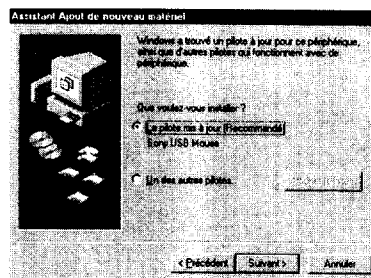 Assistant Ajout de nouveau matériel
Windows a trouvé un pilote à jour pour ce périphérique,
ainsi que d'autres pilotes qui fonctionnent avec ce
périphérique.
Que voulez-vous installer ?
Le pilote mis à jour (Recommandé)
Sony USB Mouse
Un des autres pilotes.
< Précédent
Suivant >
Annuler